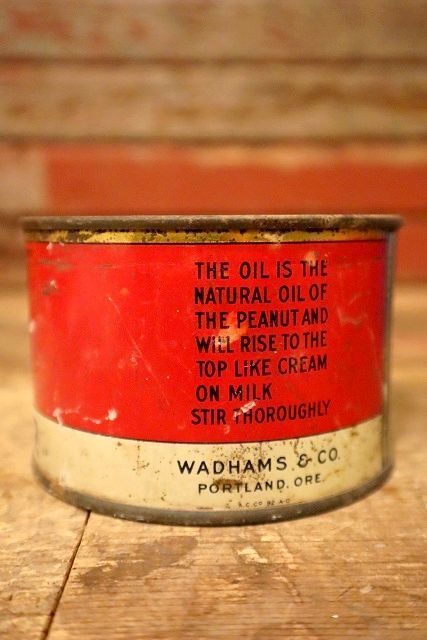 THE OIL IS THE
NATURAL OIL OF
THE PEANUT AND
WILL RISE TO THE
TOP LIKE CREAM
ON MILK
STIR THOROUGHLY
WADHAMS & CO.
PORTLAND, ORE.